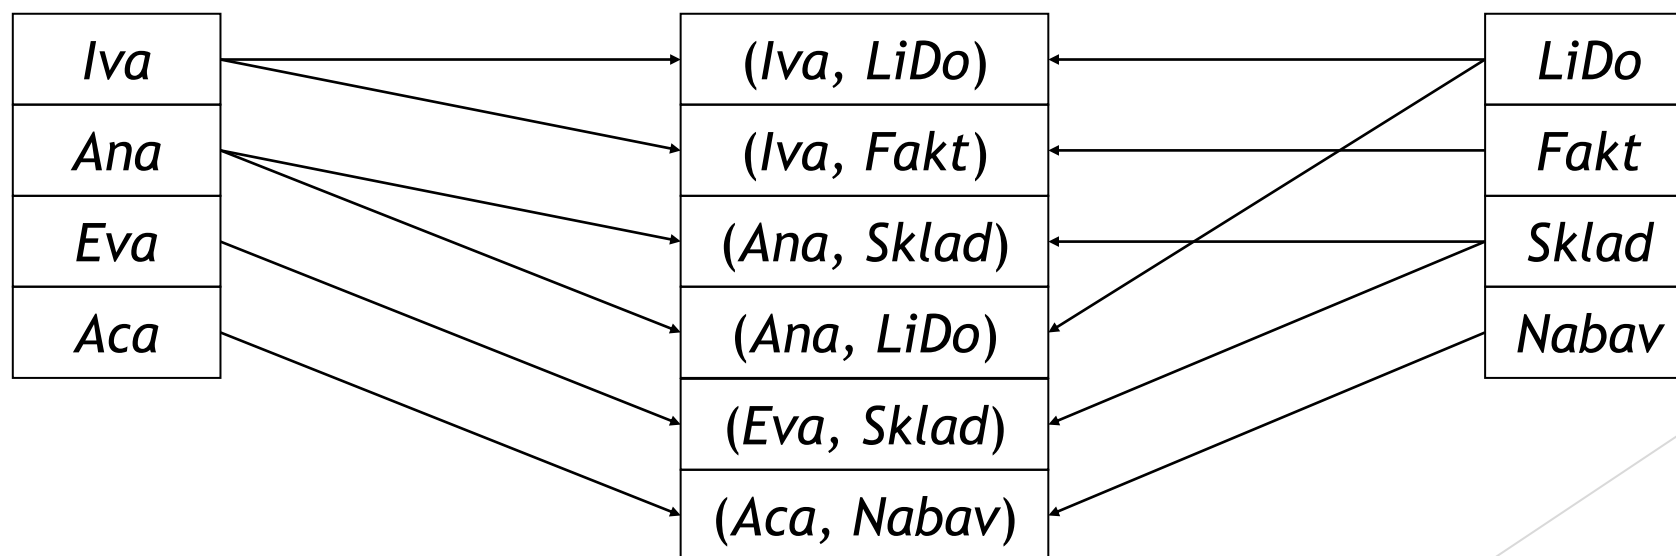 Iva
Ana
Eva
Aca
(Iva, LiDo)
(Iva, Fakt)
(Ana, Sklad)
(Ana, LiDo)
(Eva, Sklad)
(Aca, Nabav)
LiDo
Fakt
Sklad
Nabav